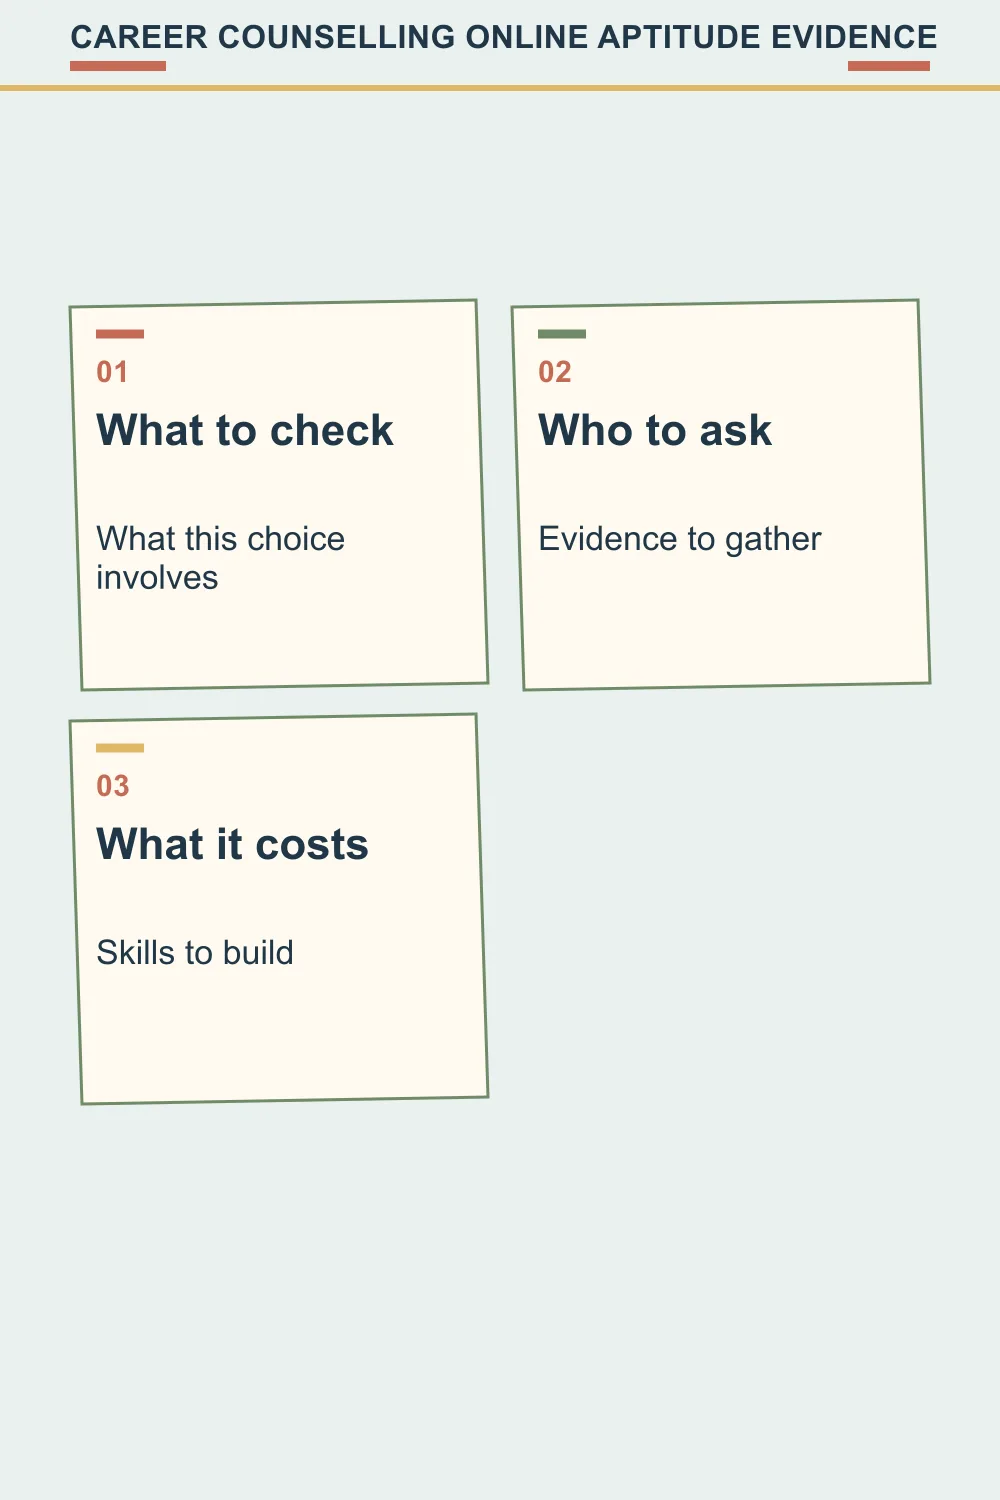 CAREER COUNSELLING ONLINE APTITUDE EVIDENCE
01
What to check
What this choice
involves
02
Who to ask
Evidence to gather
03
What it costs
Skills to build